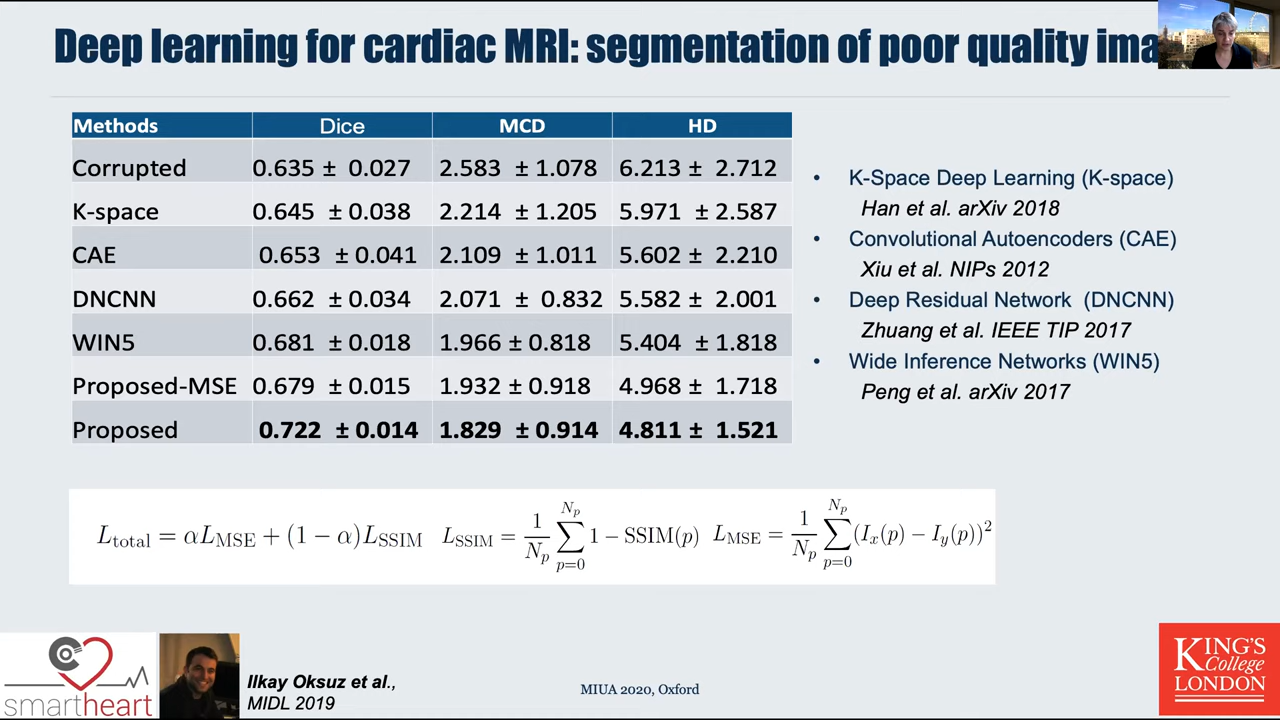 Deep learning for cardiac MRI: segmentation of poor quality ima
Methods Dice MCD HD
Corrupted 0.635 ± 0.027 2.583 ± 1.078 6.213 ± 2.712
K-space 0.645 ± 0.038 2.214 ± 1.205 5.971 ± 2.587
CAE 0.653 ± 0.041 2.109 ± 1.011 5.602 ± 2.210
DNCNN 0.662 ± 0.034 2.071 ± 0.832 5.582 ± 2.001
WIN5 0.681 ± 0.018 1.966 ± 0.818 5.404 ± 1.818
Proposed-MSE 0.679 ± 0.015 1.932 ± 0.918 4.968 ± 1.718
Proposed 0.722 ± 0.014 1.829 ± 0.914 4.811 ± 1.521
• K-Space Deep Learning (K-space)
Han et al. arXiv 2018
• Convolutional Autoencoders (CAE)
Xiu et al. NIPs 2012
• Deep Residual Network (DNCNN)
Zhuang et al. IEEE TIP 2017
• Wide Inference Networks (WIN5)
Peng et al. arXiv 2017
L_total = αL_MSE + (1 − α)L_SSIM L_SSIM = 1/N_p ∑_{p=0}^{N_p} 1 − SSIM(p) L_MSE = 1/N_p ∑_{p=0}^{N_p} (I_x(p) − I_y(p))²
smartheart
Ilkay Oksuz et al.,
MIDL 2019
MIUA 2020, Oxford
KING'S
College
LONDON